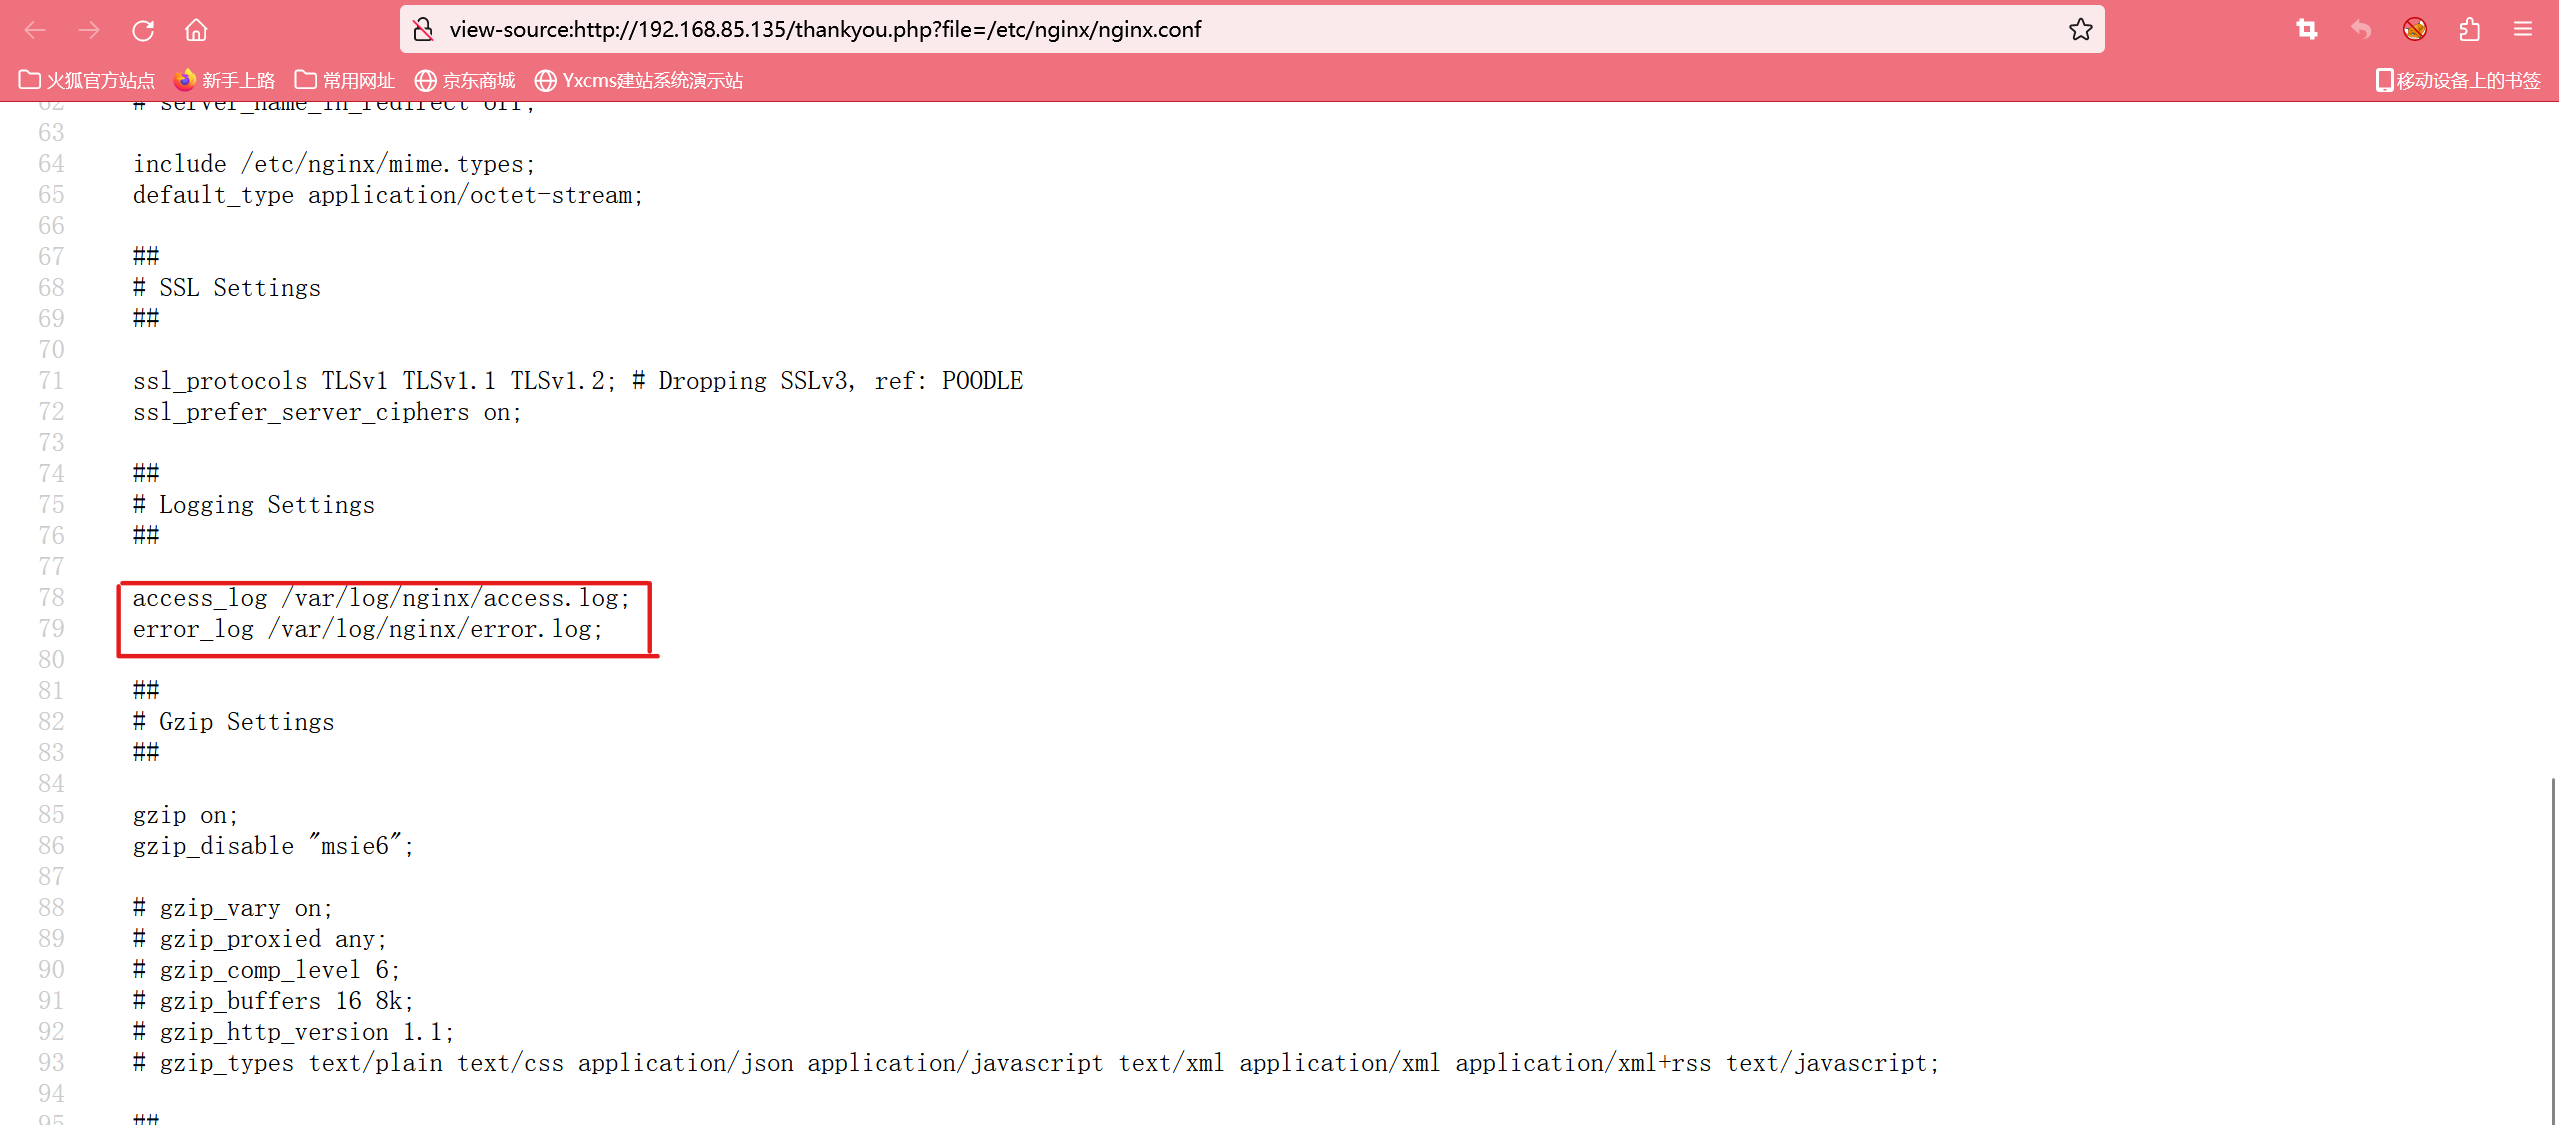 view-source:http://192.168.85.135/thankyou.php?file=/etc/nginx/nginx.conf
火狐官方站点 新手上路 常用网址 京东商城 Yxcms建站系统演示站 移动设备上的书签
62 # server_name_in_redirect off;
63
64 include /etc/nginx/mime.types;
65 default_type application/octet-stream;
66
67 ##
68 # SSL Settings
69 ##
70
71 ssl_protocols TLSv1 TLSv1.1 TLSv1.2; # Dropping SSLv3, ref: POODLE
72 ssl_prefer_server_ciphers on;
73
74 ##
75 # Logging Settings
76 ##
77
78 access_log /var/log/nginx/access.log;
79 error_log /var/log/nginx/error.log;
80
81 ##
82 # Gzip Settings
83 ##
84
85 gzip on;
86 gzip_disable "msie6";
87
88 # gzip_vary on;
89 # gzip_proxied any;
90 # gzip_comp_level 6;
91 # gzip_buffers 16 8k;
92 # gzip_http_version 1.1;
93 # gzip_types text/plain text/css application/json application/javascript text/xml application/xml application/xml+rss text/javascript;
94
95 ##